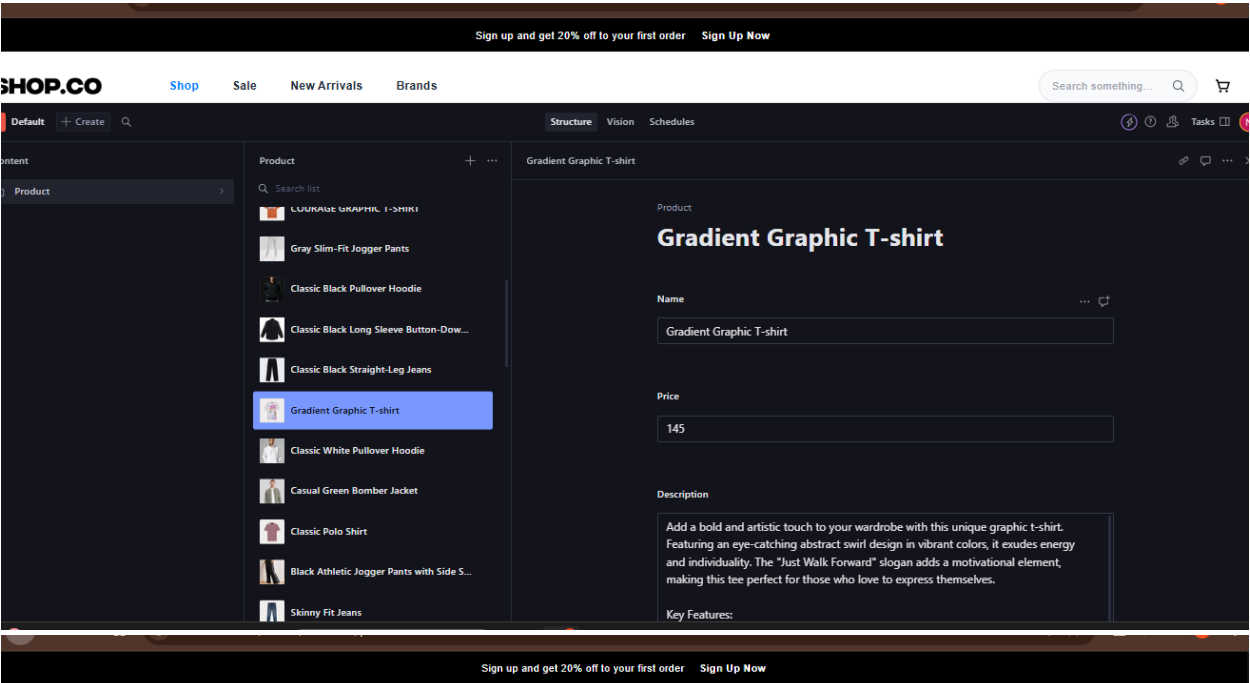 Sign up and get 20% off to your first order Sign Up Now
SHOP.CO Shop Sale New Arrivals Brands Search something...
Default + Create Structure Vision Schedules Tasks
Product Gradient Graphic T-shirt
Product
Search list
COURAGE GRAPHIC T-SHIRT
Gray Slim-Fit Jogger Pants
Classic Black Pullover Hoodie
Classic Black Long Sleeve Button-Dow...
Classic Black Straight-Leg Jeans
Gradient Graphic T-shirt
Classic White Pullover Hoodie
Casual Green Bomber Jacket
Classic Polo Shirt
Black Athletic Jogger Pants with Side S...
Skinny Fit Jeans
Product
Gradient Graphic T-shirt
Name
Gradient Graphic T-shirt
Price
145
Description
Add a bold and artistic touch to your wardrobe with this unique graphic t-shirt.
Featuring an eye-catching abstract swirl design in vibrant colors, it exudes energy
and individuality. The "Just Walk Forward" slogan adds a motivational element,
making this tee perfect for those who love to express themselves.
Key Features:
Sign up and get 20% off to your first order Sign Up Now